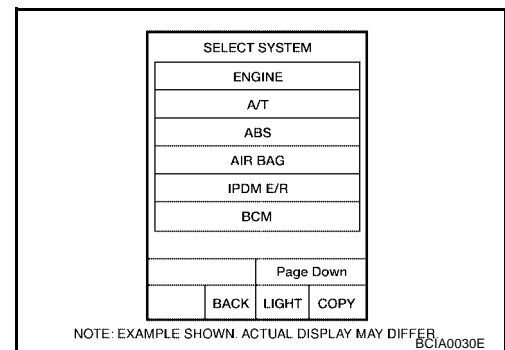 SELECT SYSTEM
ENGINE
A/T
ABS
AIR BAG
IPDM E/R
BCM
Page Down
BACK LIGHT COPY
NOTE: EXAMPLE SHOWN. ACTUAL DISPLAY MAY DIFFER.
BCIA0030E